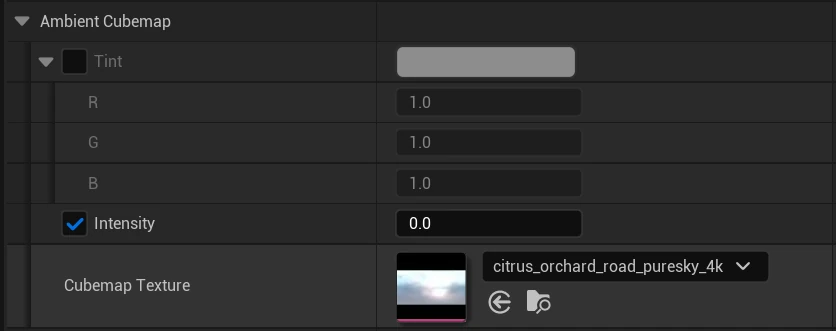 Ambient Cubemap
Tint
R 1.0
G 1.0
B 1.0
Intensity 0.0
Cubemap Texture citrus_orchard_road_puresky_4k